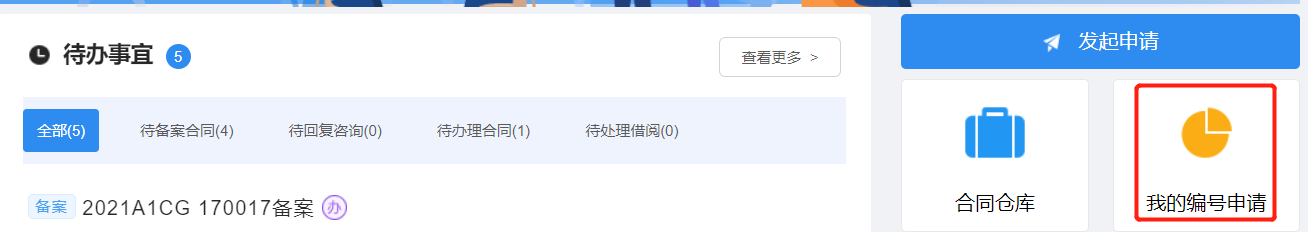 待办事宜 5
查看更多 >
全部(5) 待备案合同(4) 待回复咨询(0) 待办理合同(1) 待处理借阅(0)
备案 2021A1CG 170017备案 办
发起申请
合同仓库 我的编号申请